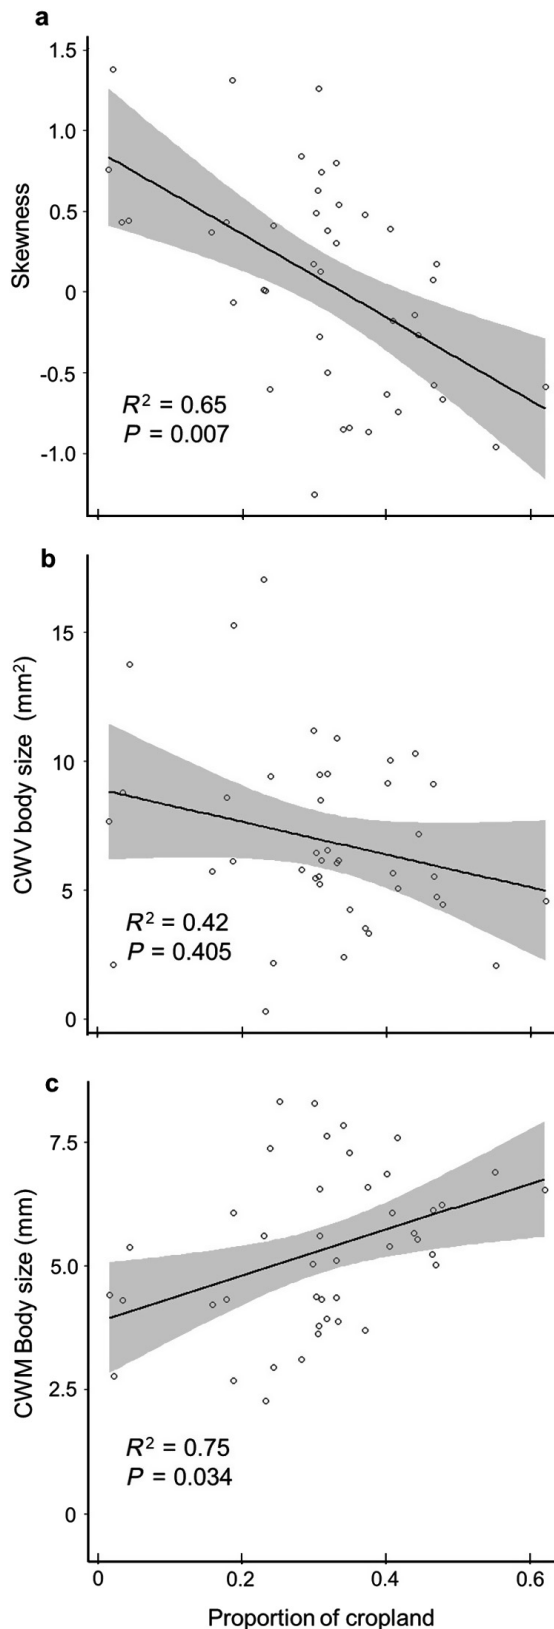 a
1.5
1.0
0.5
0
-0.5
-1.0
Skewness
R² = 0.65
P = 0.007
b
15
10
5
0
CWV body size (mm²)
R² = 0.42
P = 0.405
c
7.5
5.0
2.5
0
CWM Body size (mm)
R² = 0.75
P = 0.034
0 0.2 0.4 0.6
Proportion of cropland